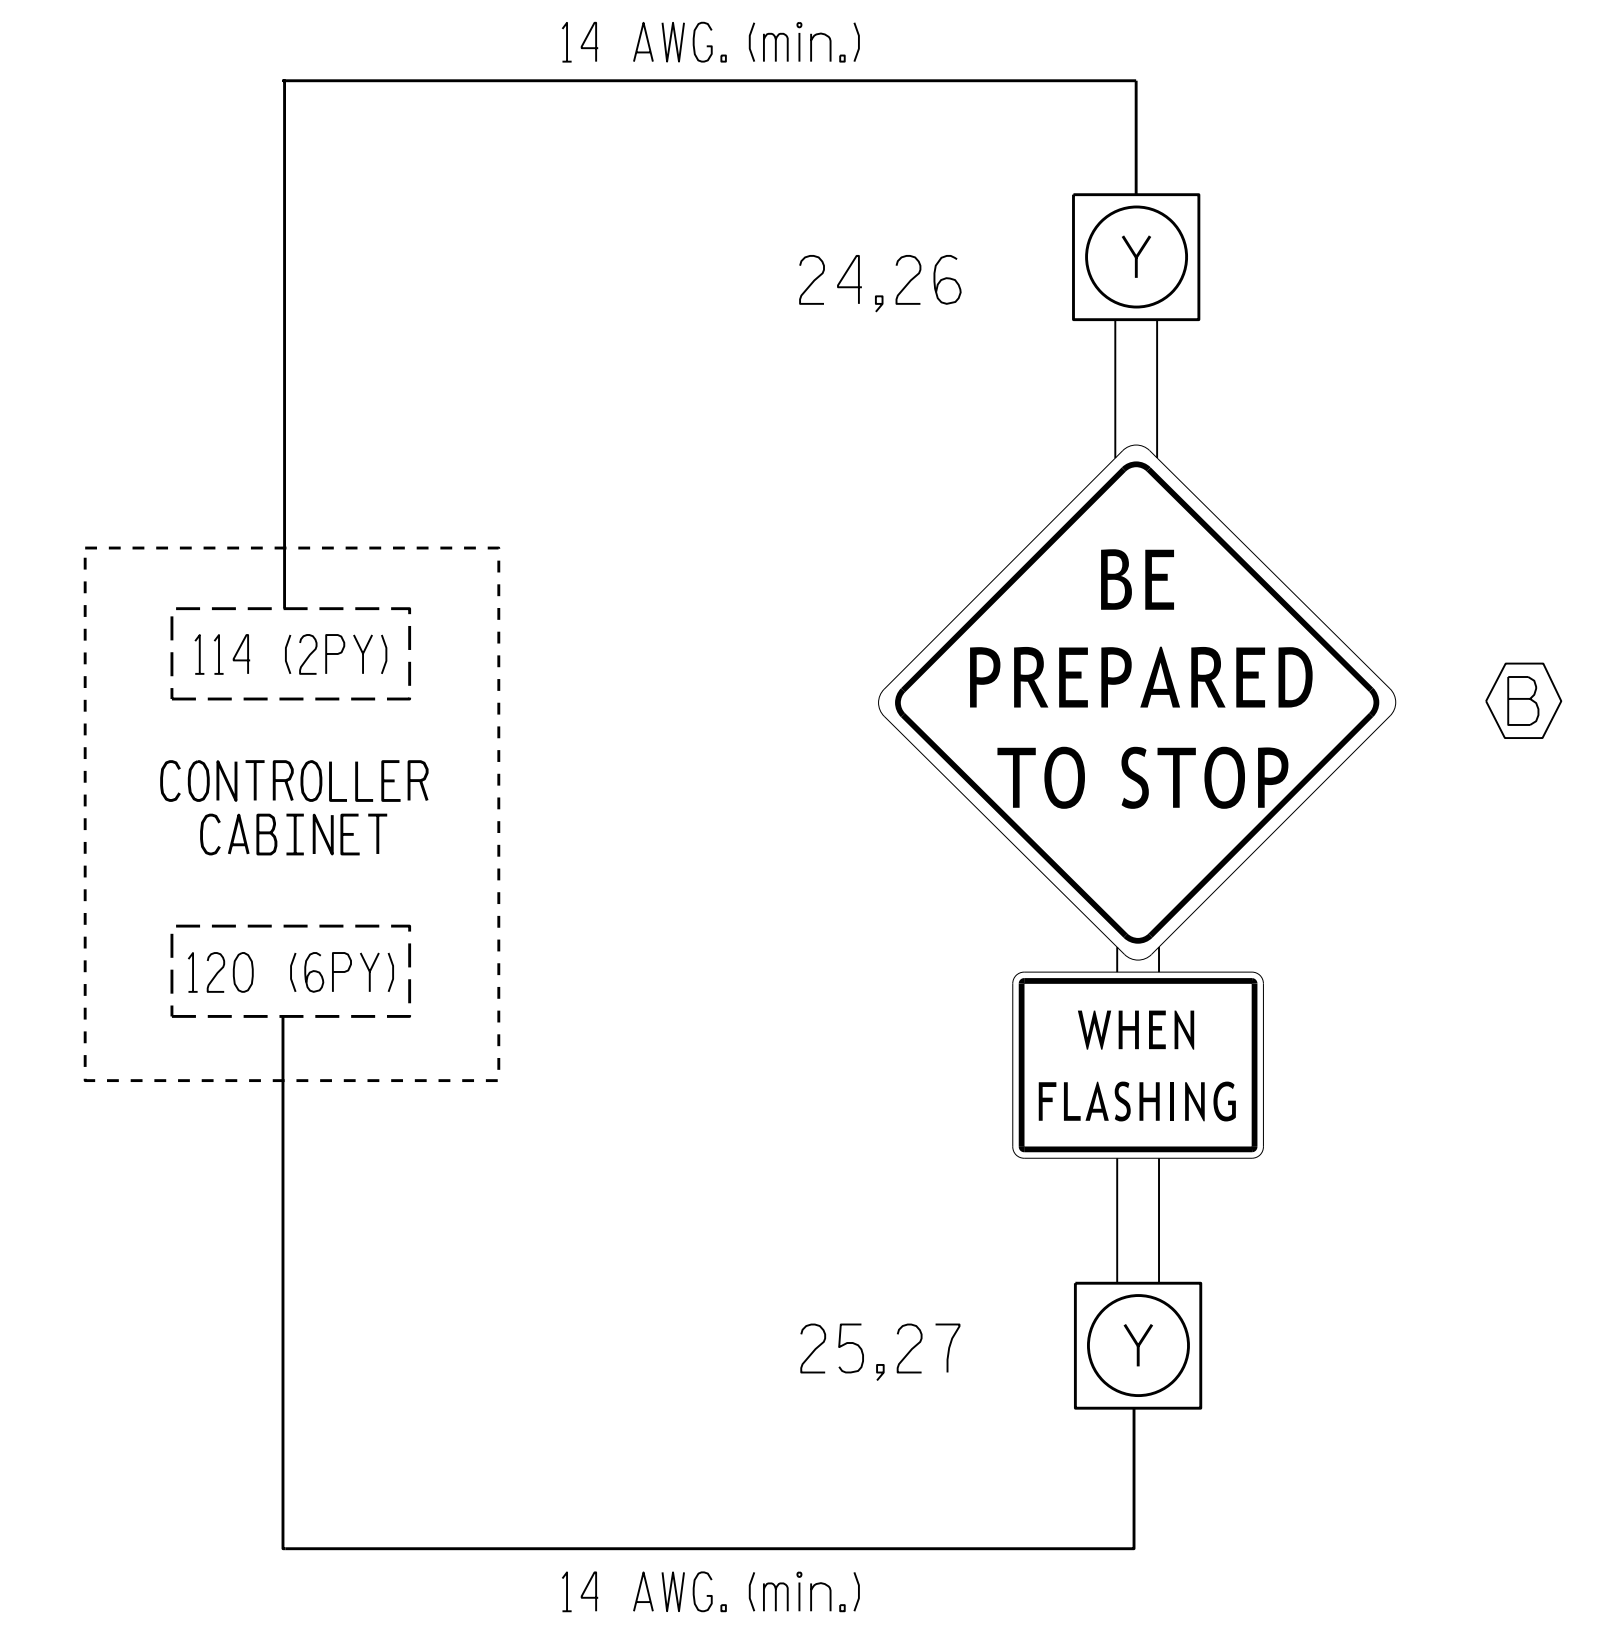 14 AWG. (min.)
Y
24,26
BE
PREPARED
TO STOP
B
114 (2PY)
CONTROLLER
CABINET
120 (6PY)
WHEN
FLASHING
Y
25,27
14 AWG. (min.)